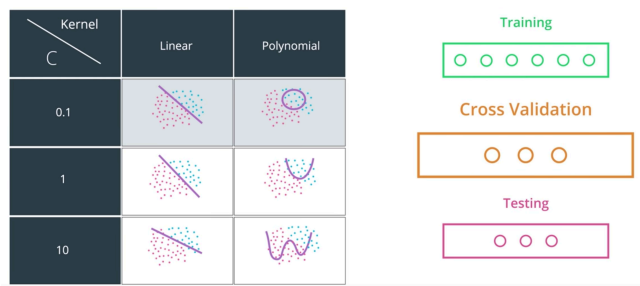 Kernel
C
Linear
Polynomial
0.1
1
10
Training
Cross Validation
Testing